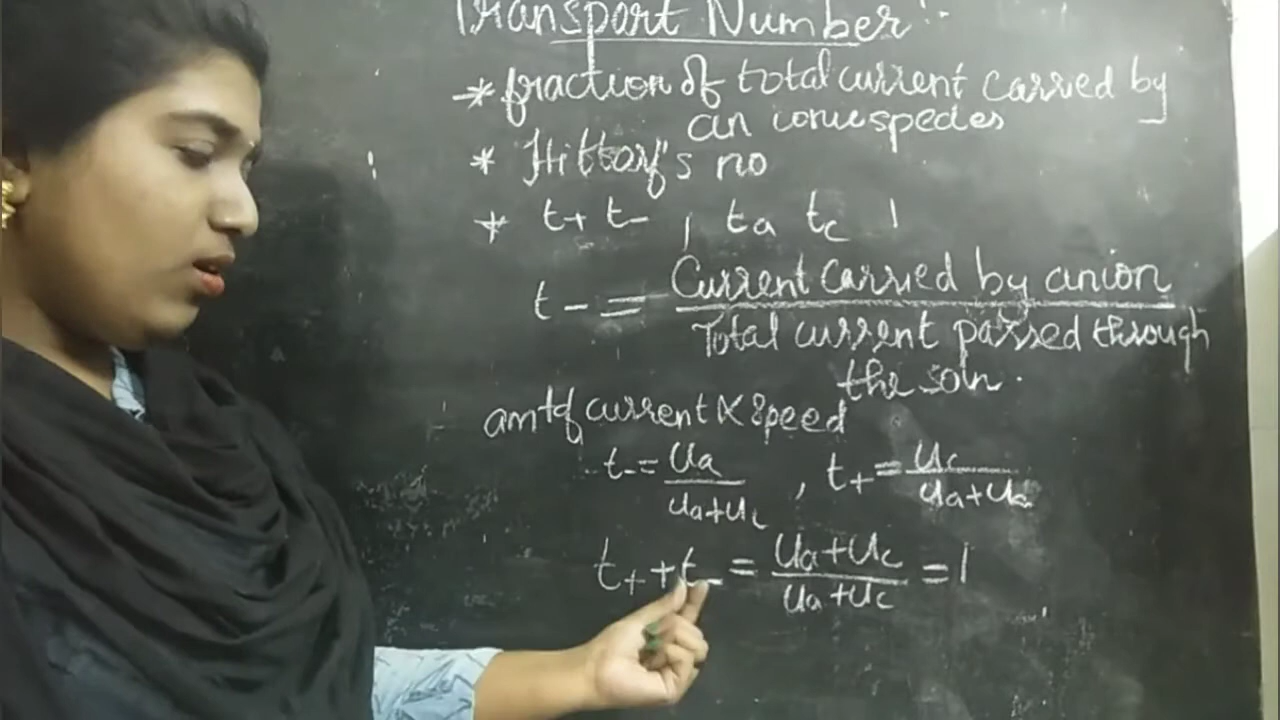 Transport Number:-
* fraction of total current carried by
an ionic species
* Hittorf's no
* t+ t- , ta tc
t- = Current carried by anion / Total current passed through
the soln.
amt of current ∝ speed
t- = Ua / Ua+Uc , t+ = Uc / Ua+Uc
t+ + t- = Ua+Uc / Ua+Uc = 1